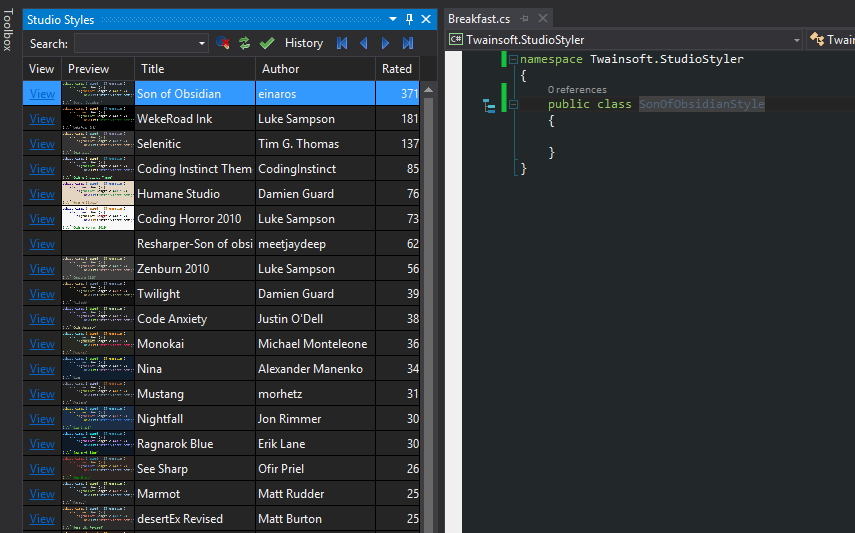 Toolbox
Studio Styles
Search:
History
View Preview Title Author Rated
View Son of Obsidian einaros 371
View WekeRoad Ink Luke Sampson 181
View Selenitic Tim G. Thomas 137
View Coding Instinct Them CodingInstinct 85
View Humane Studio Damien Guard 76
View Coding Horror 2010 Luke Sampson 73
View Resharper-Son of obsi meetjaydeep 62
View Zenburn 2010 Luke Sampson 56
View Twilight Damien Guard 39
View Code Anxiety Justin O'Dell 38
View Monokai Michael Monteleone 36
View Nina Alexander Manenko 34
View Mustang morhetz 31
View Nightfall Jon Rimmer 30
View Ragnarok Blue Erik Lane 30
View See Sharp Ofir Priel 26
View Marmot Matt Rudder 25
View desertEx Revised Matt Burton 25
Breakfast.cs
C# Twainsoft.StudioStyler
Twain
namespace Twainsoft.StudioStyler
{
0 references
public class SonOfObsidianStyle
{
}
}